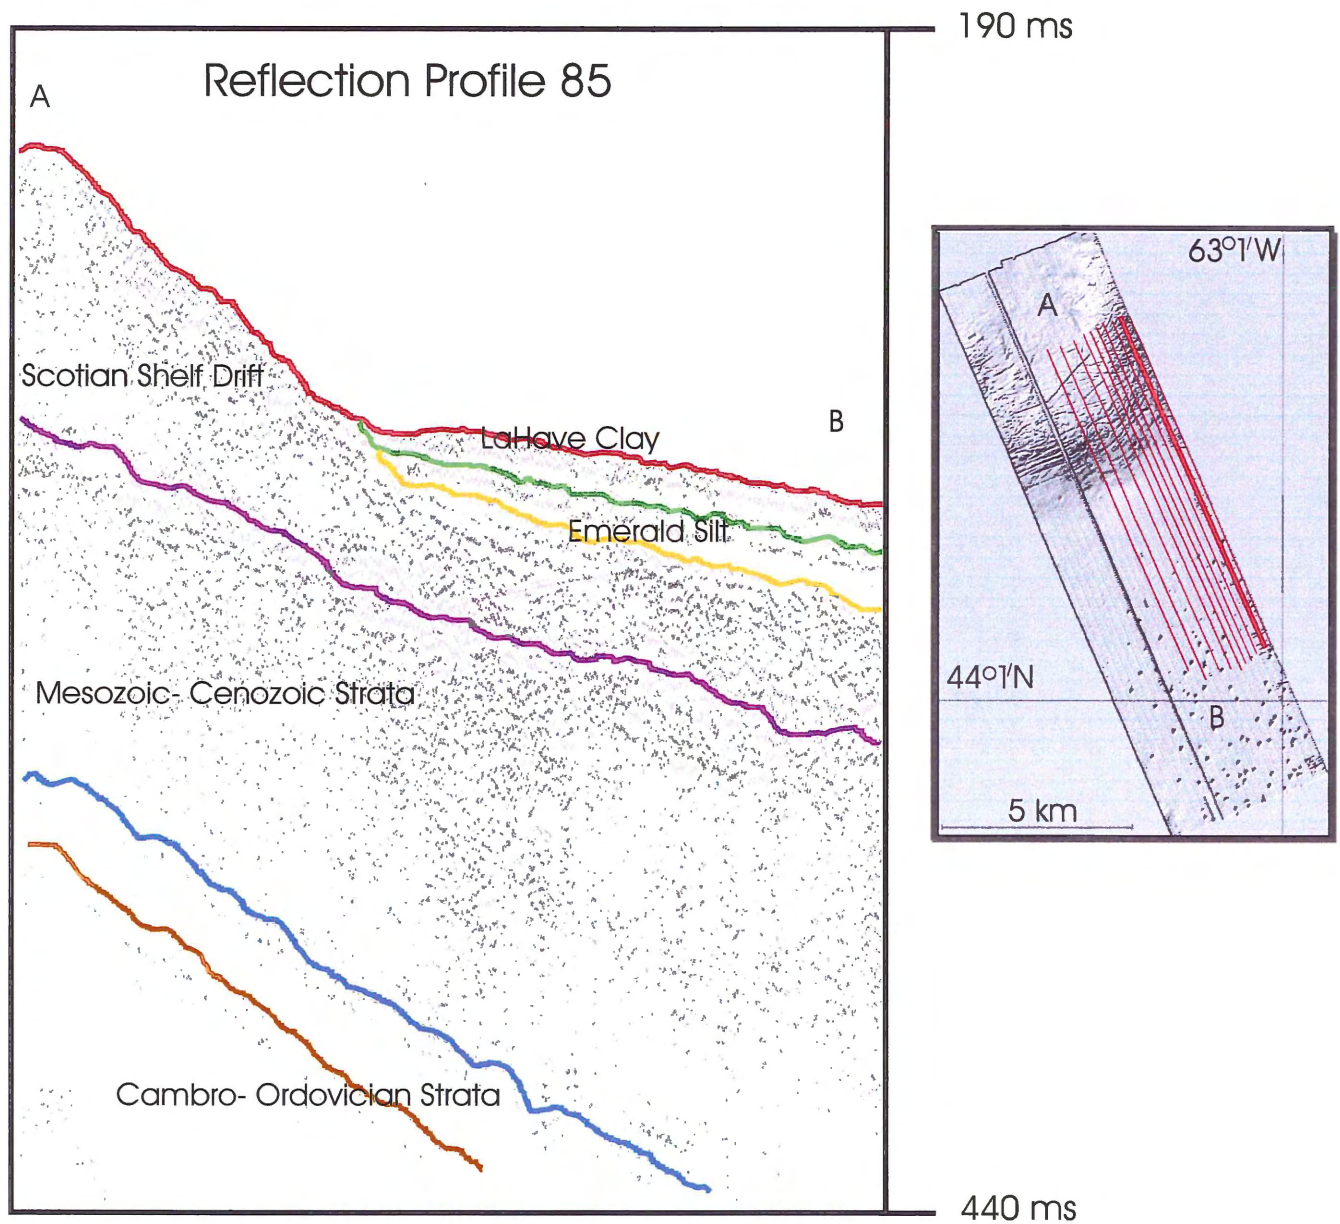 190 ms
Reflection Profile 85
A
Scotian Shelf Drift
B
LaHave Clay
Emerald Silt
Mesozoic- Cenozoic Strata
Cambro- Ordovician Strata
440 ms
63°1'W
A
44°1'N
B
5 km